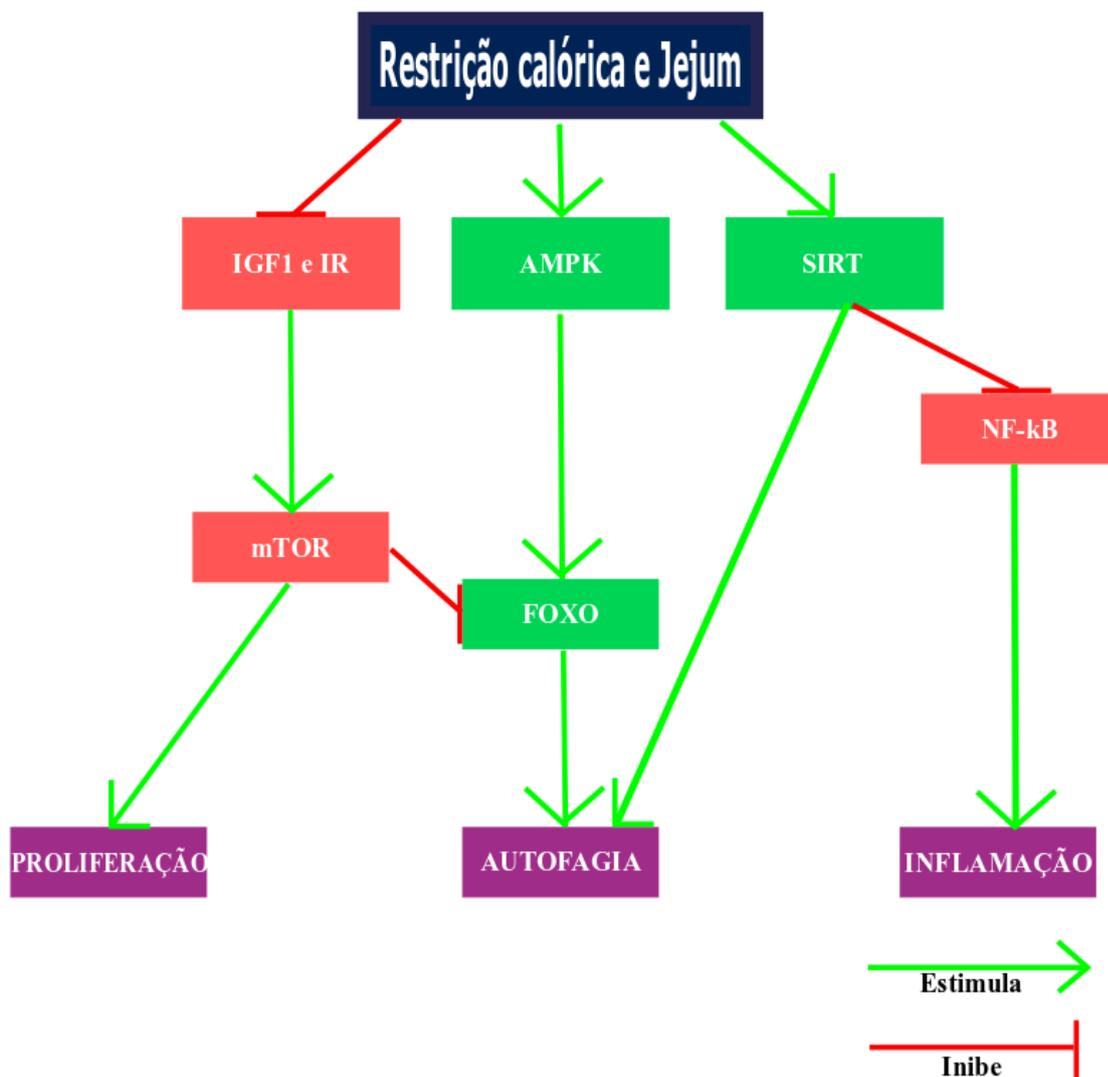 Restrição calórica e Jejum
IGF1 e IR
AMPK
SIRT
NF-kB
mTOR
FOXO
PROLIFERAÇÃO
AUTOFAGIA
INFLAMAÇÃO
Estimula
Inibe